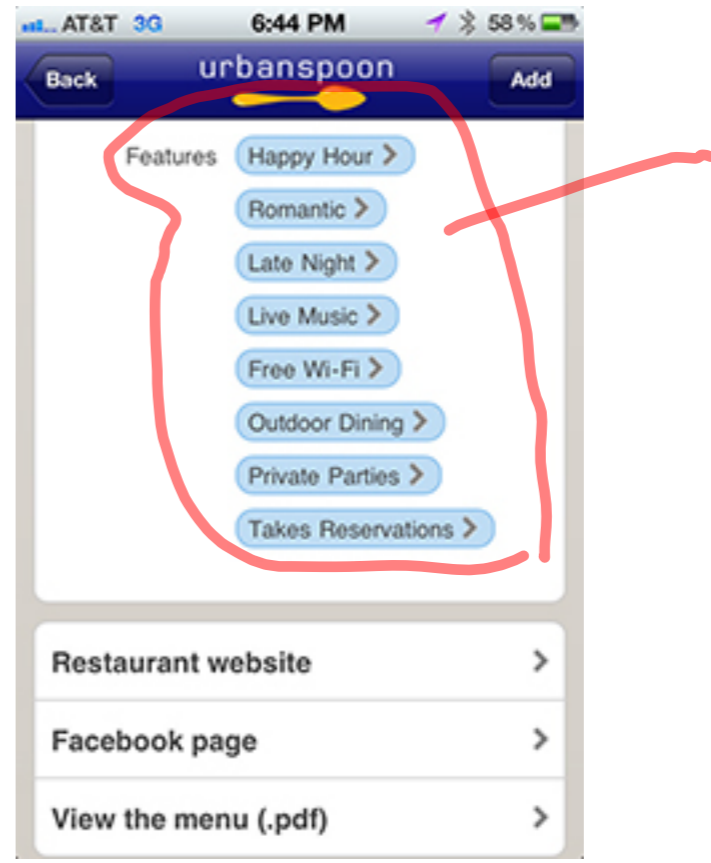 AT&T 3G 6:44 PM 58%
Back urbanspoon Add
Features Happy Hour >
Romantic >
Late Night >
Live Music >
Free Wi-Fi >
Outdoor Dining >
Private Parties >
Takes Reservations >
Restaurant website >
Facebook page >
View the menu (.pdf) >